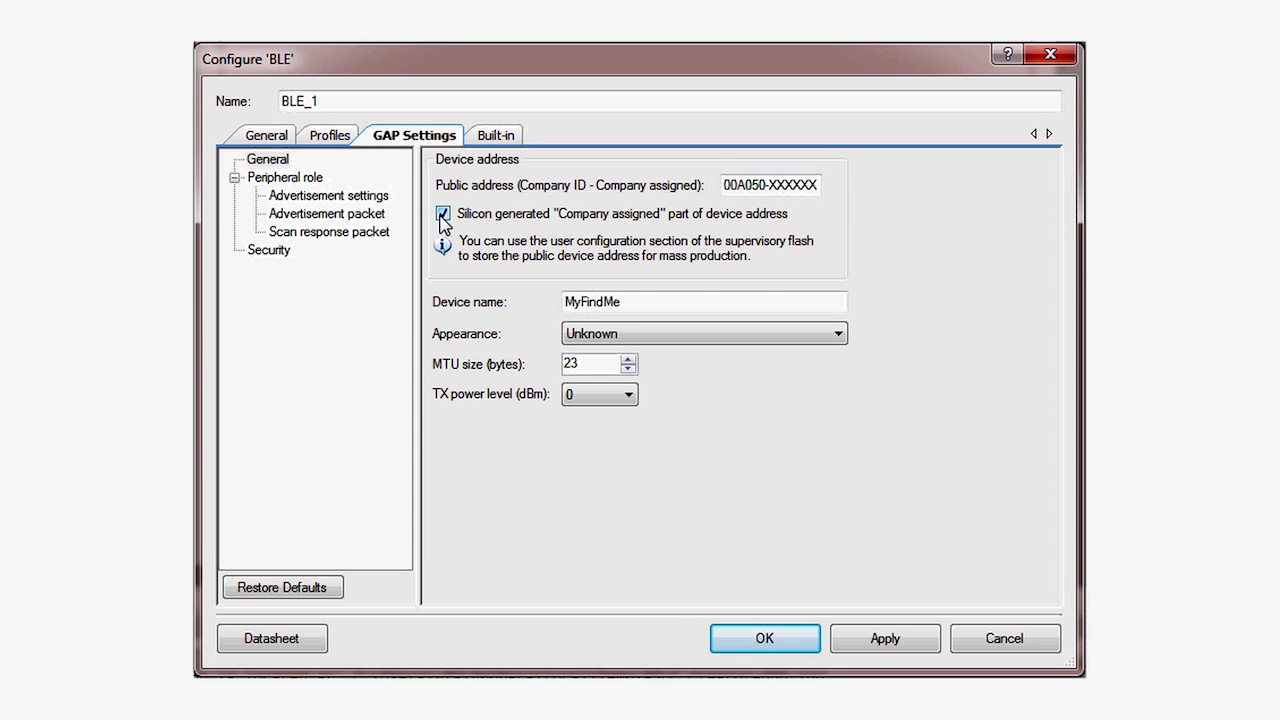 Configure 'BLE'
?
Name: BLE_1
General Profiles GAP Settings Built-in
General
Peripheral role
Advertisement settings
Advertisement packet
Scan response packet
Security
Restore Defaults
Device address
Public address (Company ID - Company assigned): 00A050-XXXXXX
Silicon generated "Company assigned" part of device address
You can use the user configuration section of the supervisory flash
to store the public device address for mass production.
Device name: MyFindMe
Appearance: Unknown
MTU size (bytes): 23
TX power level (dBm): 0
Datasheet OK Apply Cancel